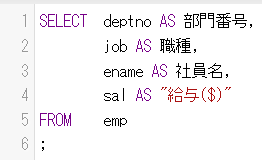 1 SELECT deptno AS 部門番号,
2 job AS 職種,
3 ename AS 社員名,
4 sal AS "給与($)"
5 FROM emp
6 ;